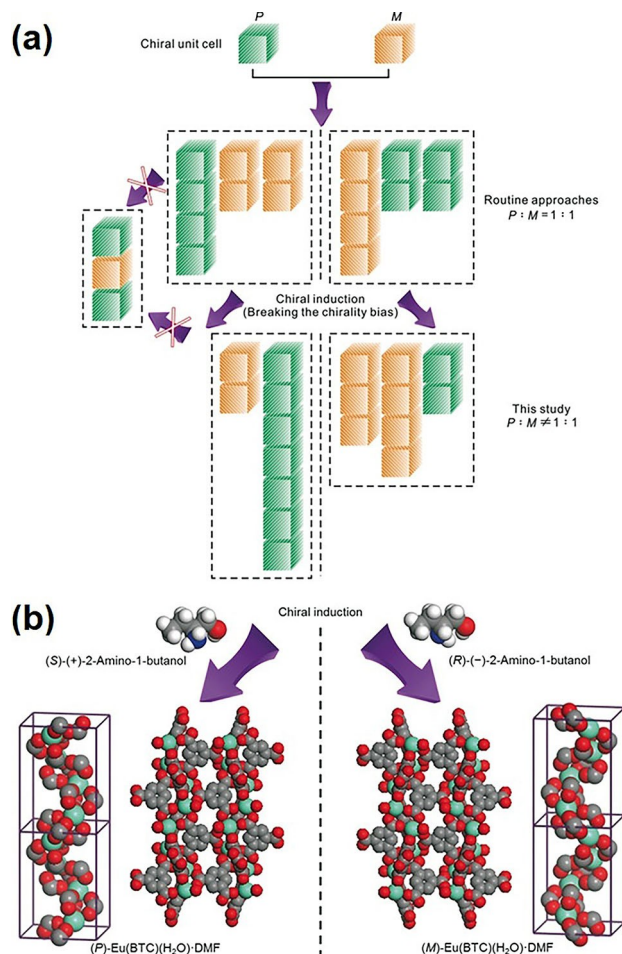 (a)
P M
Chiral unit cell
Routine approaches
P : M = 1 : 1
Chiral induction
(Breaking the chirality bias)
This study
P : M ≠ 1 : 1
(b)
Chiral induction
(S)-(+)-2-Amino-1-butanol
(R)-(−)-2-Amino-1-butanol
(P)-Eu(BTC)(H₂O)·DMF
(M)-Eu(BTC)(H₂O)·DMF